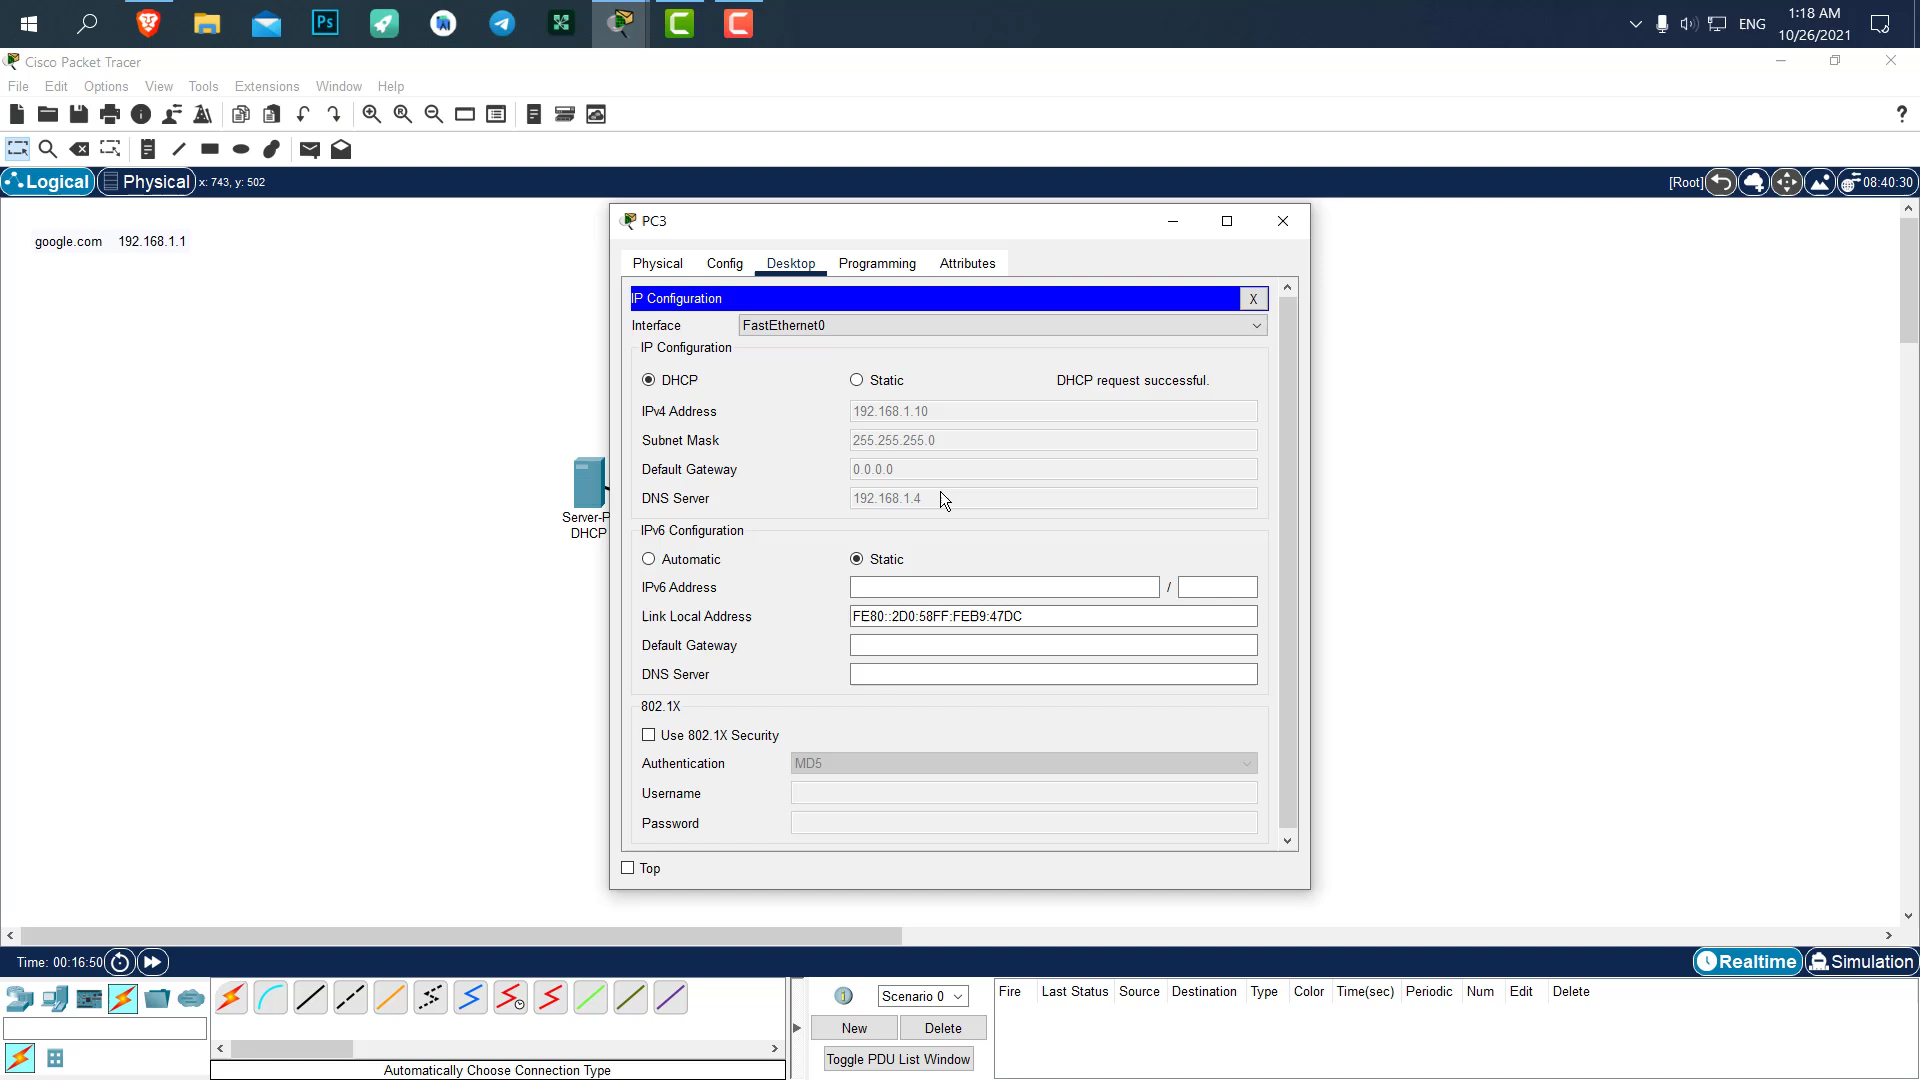 Ps
ENG
1:18 AM
10/26/2021
Cisco Packet Tracer
File Edit Options View Tools Extensions Window Help
?
Logical Physical x: 743, y: 502
[Root] 08:40:30
google.com 192.168.1.1
Server-P
DHCP
PC3
Physical Config Desktop Programming Attributes
IP Configuration X
Interface FastEthernet0
IP Configuration
DHCP Static DHCP request successful.
IPv4 Address 192.168.1.10
Subnet Mask 255.255.255.0
Default Gateway 0.0.0.0
DNS Server 192.168.1.4
IPv6 Configuration
Automatic Static
IPv6 Address /
Link Local Address FE80::2D0:58FF:FEB9:47DC
Default Gateway
DNS Server
802.1X
Use 802.1X Security
Authentication MD5
Username
Password
Top
Time: 00:16:50
Realtime Simulation
Scenario 0
New Delete
Toggle PDU List Window
Fire Last Status Source Destination Type Color Time(sec) Periodic Num Edit Delete
Automatically Choose Connection Type